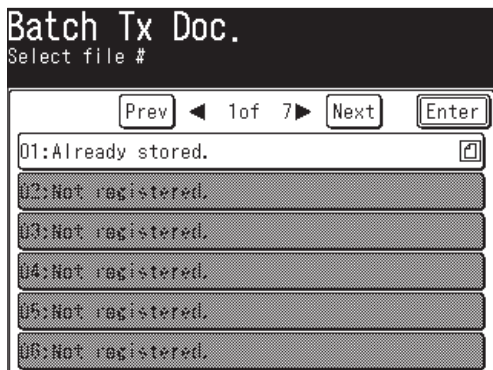 Batch Tx Doc.
Select file #
Prev ◀ 1of 7▶ Next Enter
01:Already stored.
02:Not registered.
03:Not registered.
04:Not registered.
05:Not registered.
06:Not registered.